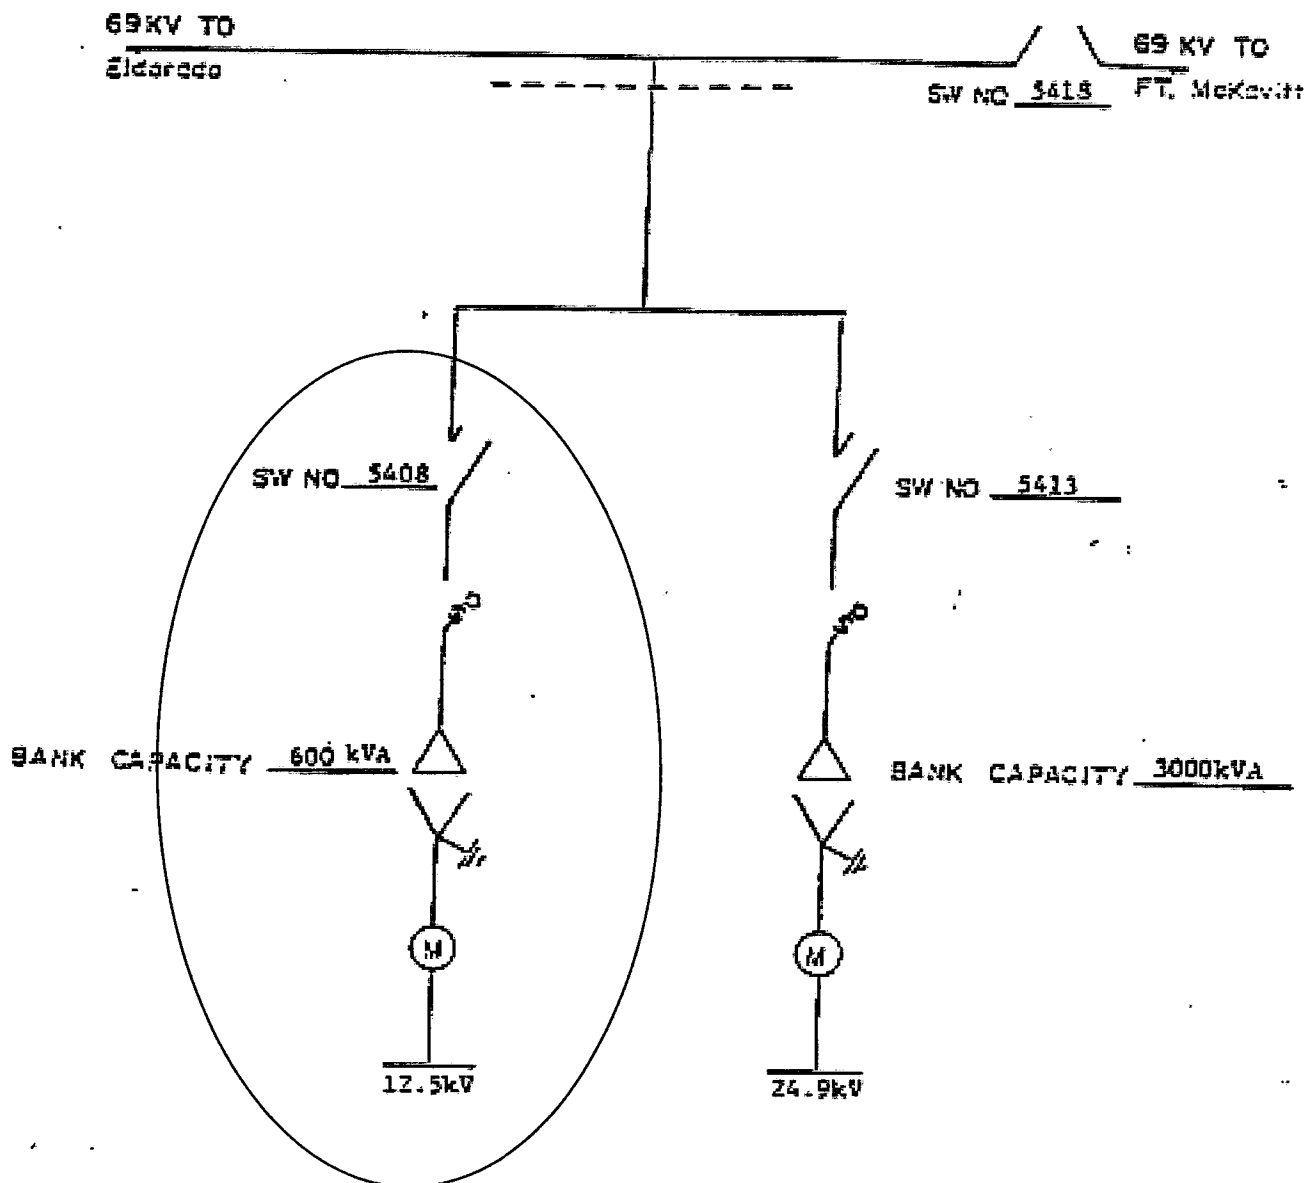 69KV TO
Eldorado
69 KV TO
SW NO 5415 FT. McKavitt
SW NO 5408
SW NO 5413
BANK CAPACITY 600 kVA
BANK CAPACITY 3000kVA
M
M
12.5kV
24.9kV